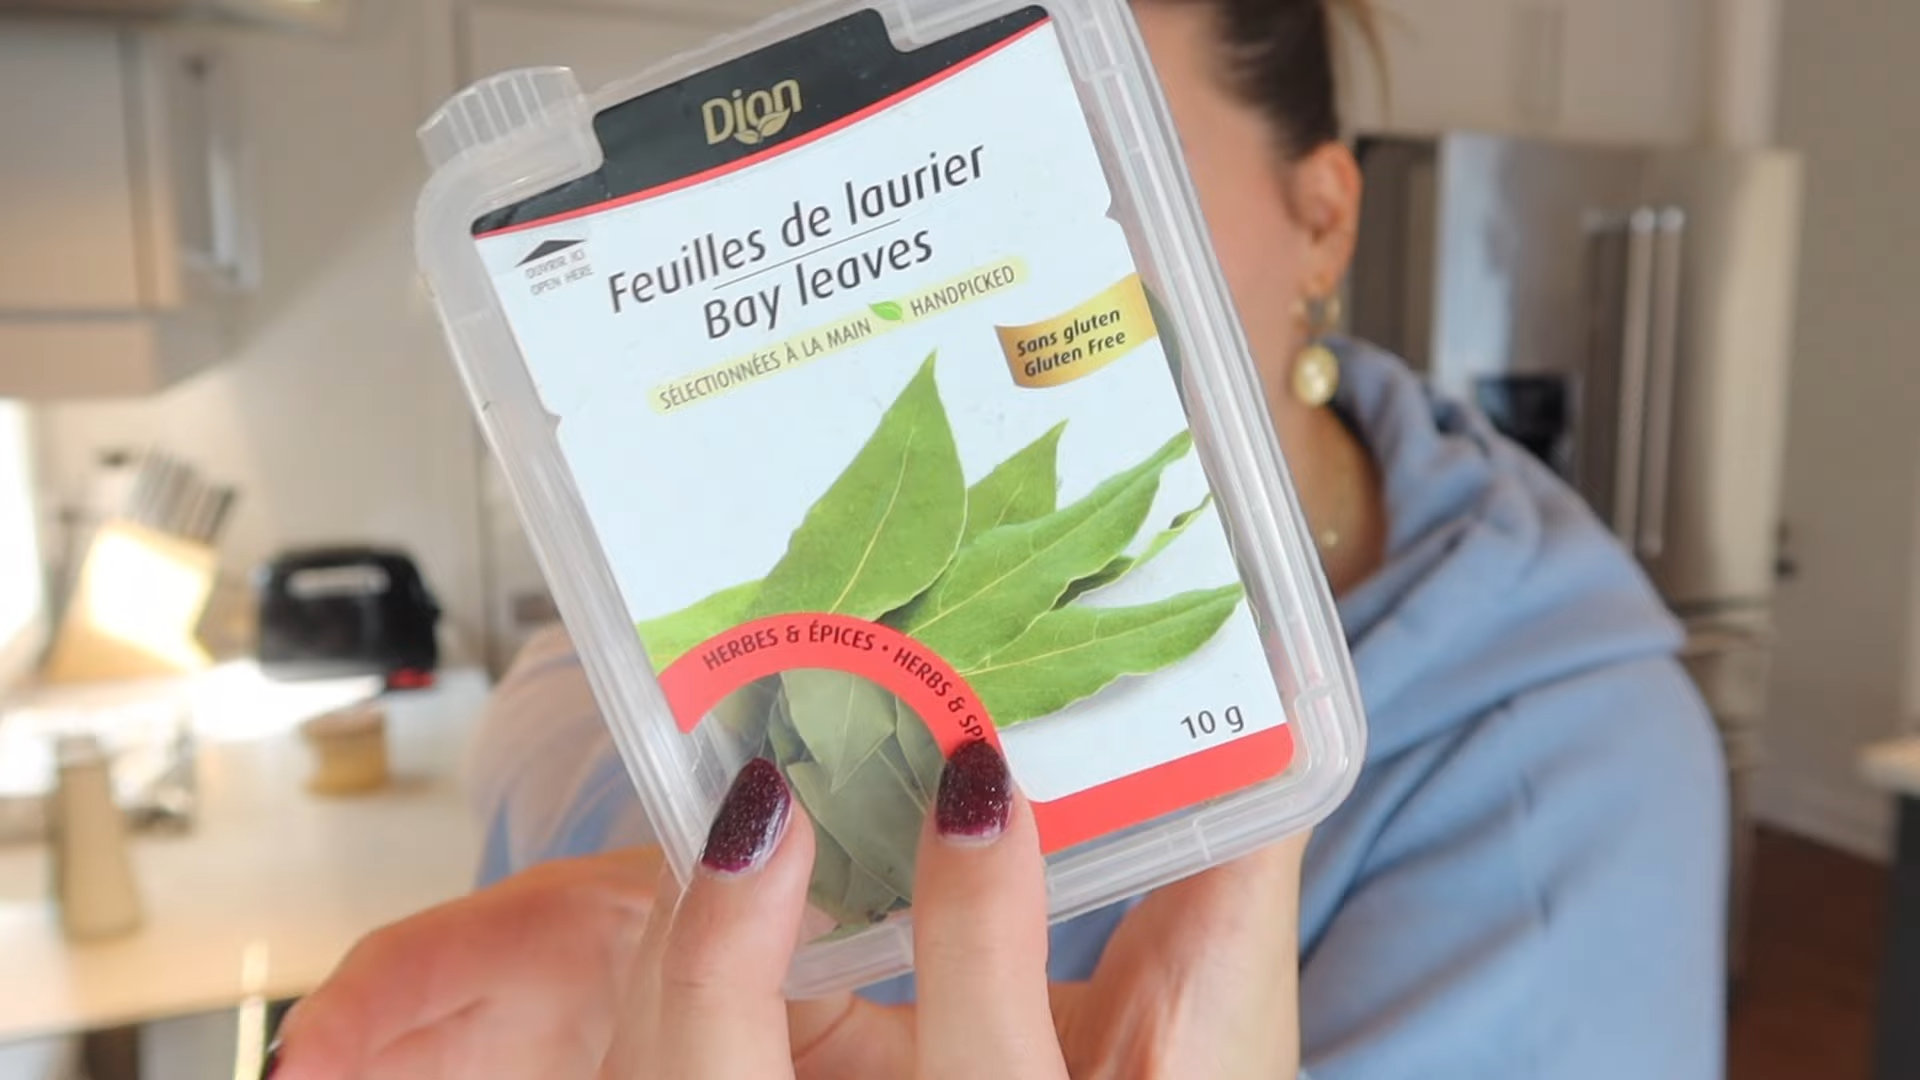 Dion
OUVRIR ICI
OPEN HERE
Feuilles de laurier
Bay leaves
SÉLECTIONNÉES À LA MAIN HANDPICKED
Sans gluten
Gluten Free
HERBES & ÉPICES • HERBS &
10 g